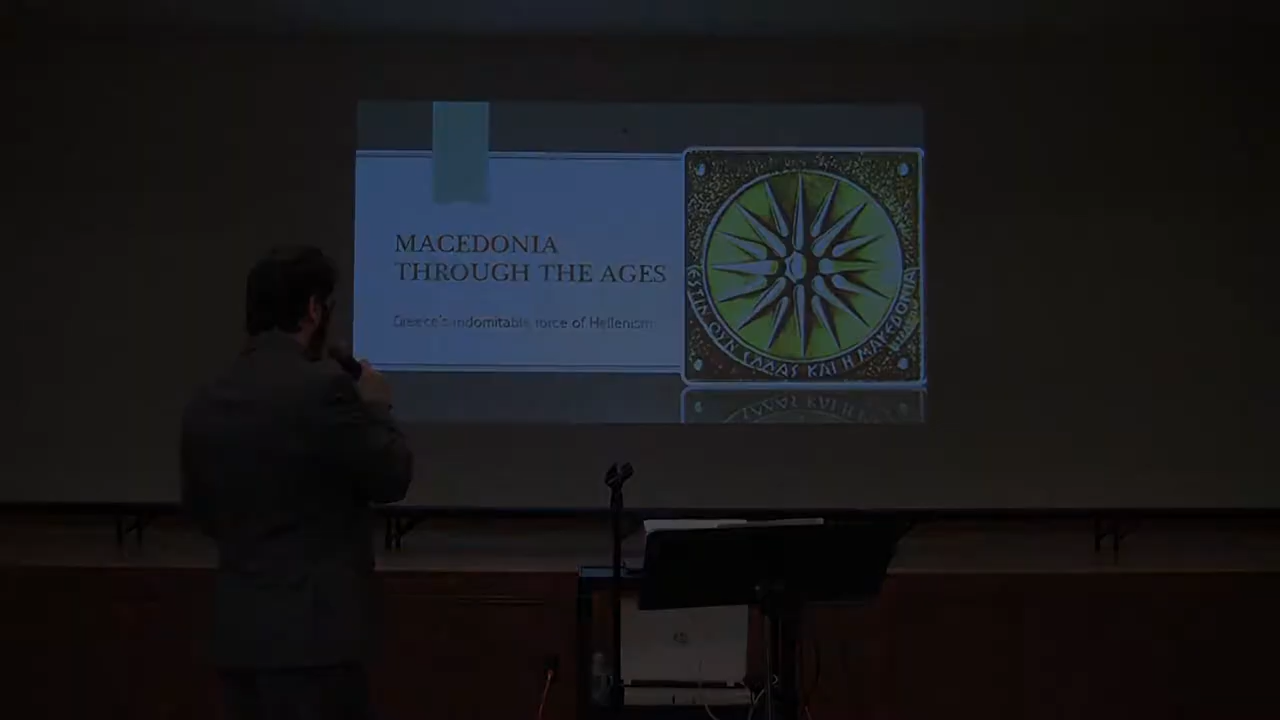 MACEDONIA
THROUGH THE AGES
Greece's indomitable force of Hellenism
ΕΣΤΙΝ ΟΥΝ ΕΛΛΑΣ ΚΑΙ Η ΜΑΚΕΔΟΝΙΑ